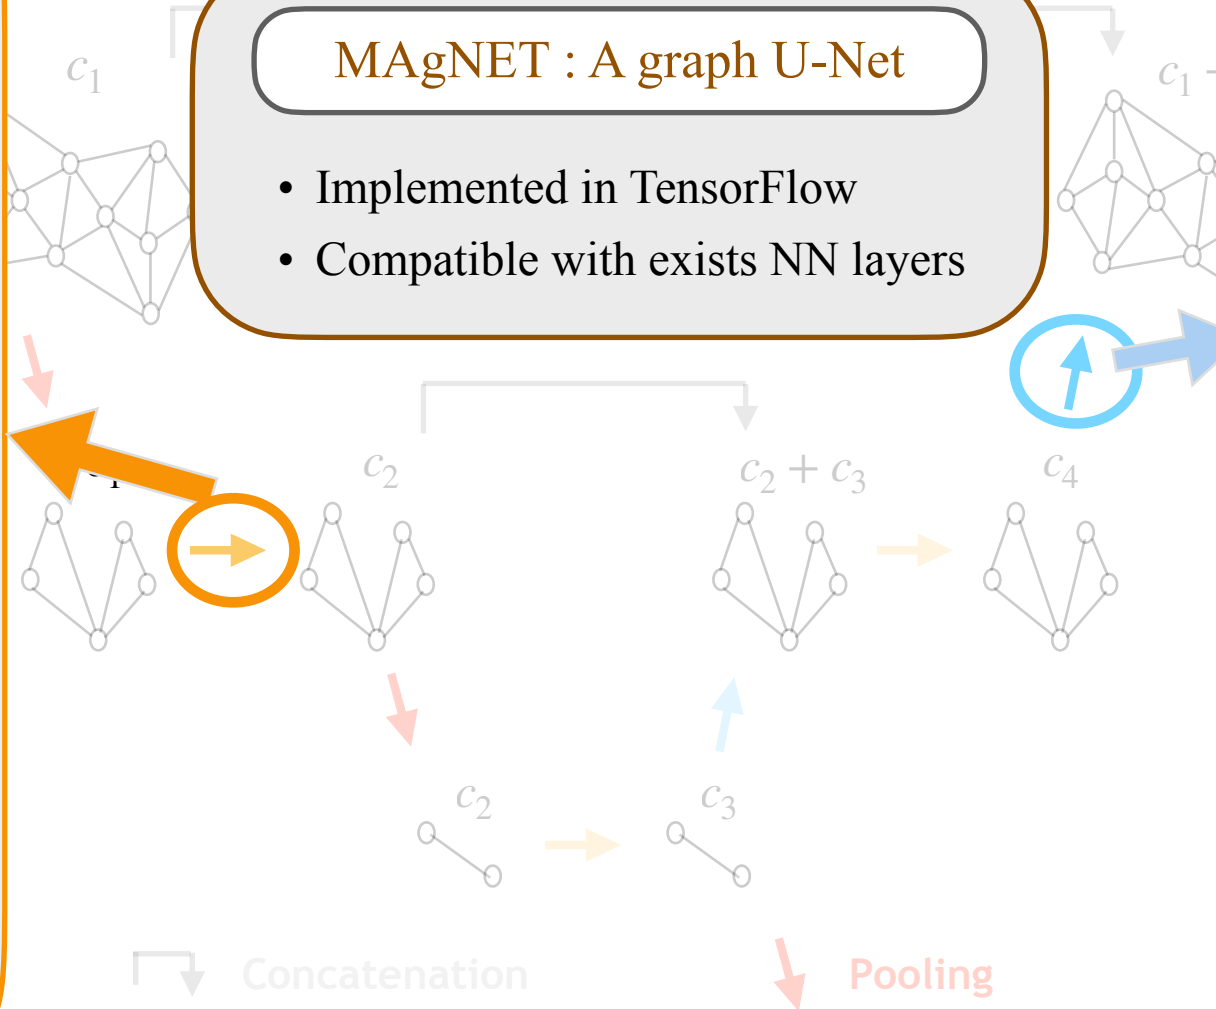 MAgNET : A graph U-Net
c₁
c₁
• Implemented in TensorFlow
• Compatible with exists NN layers
c₂
c₂ + c₃
c₄
c₂
c₃
Concatenation
Pooling